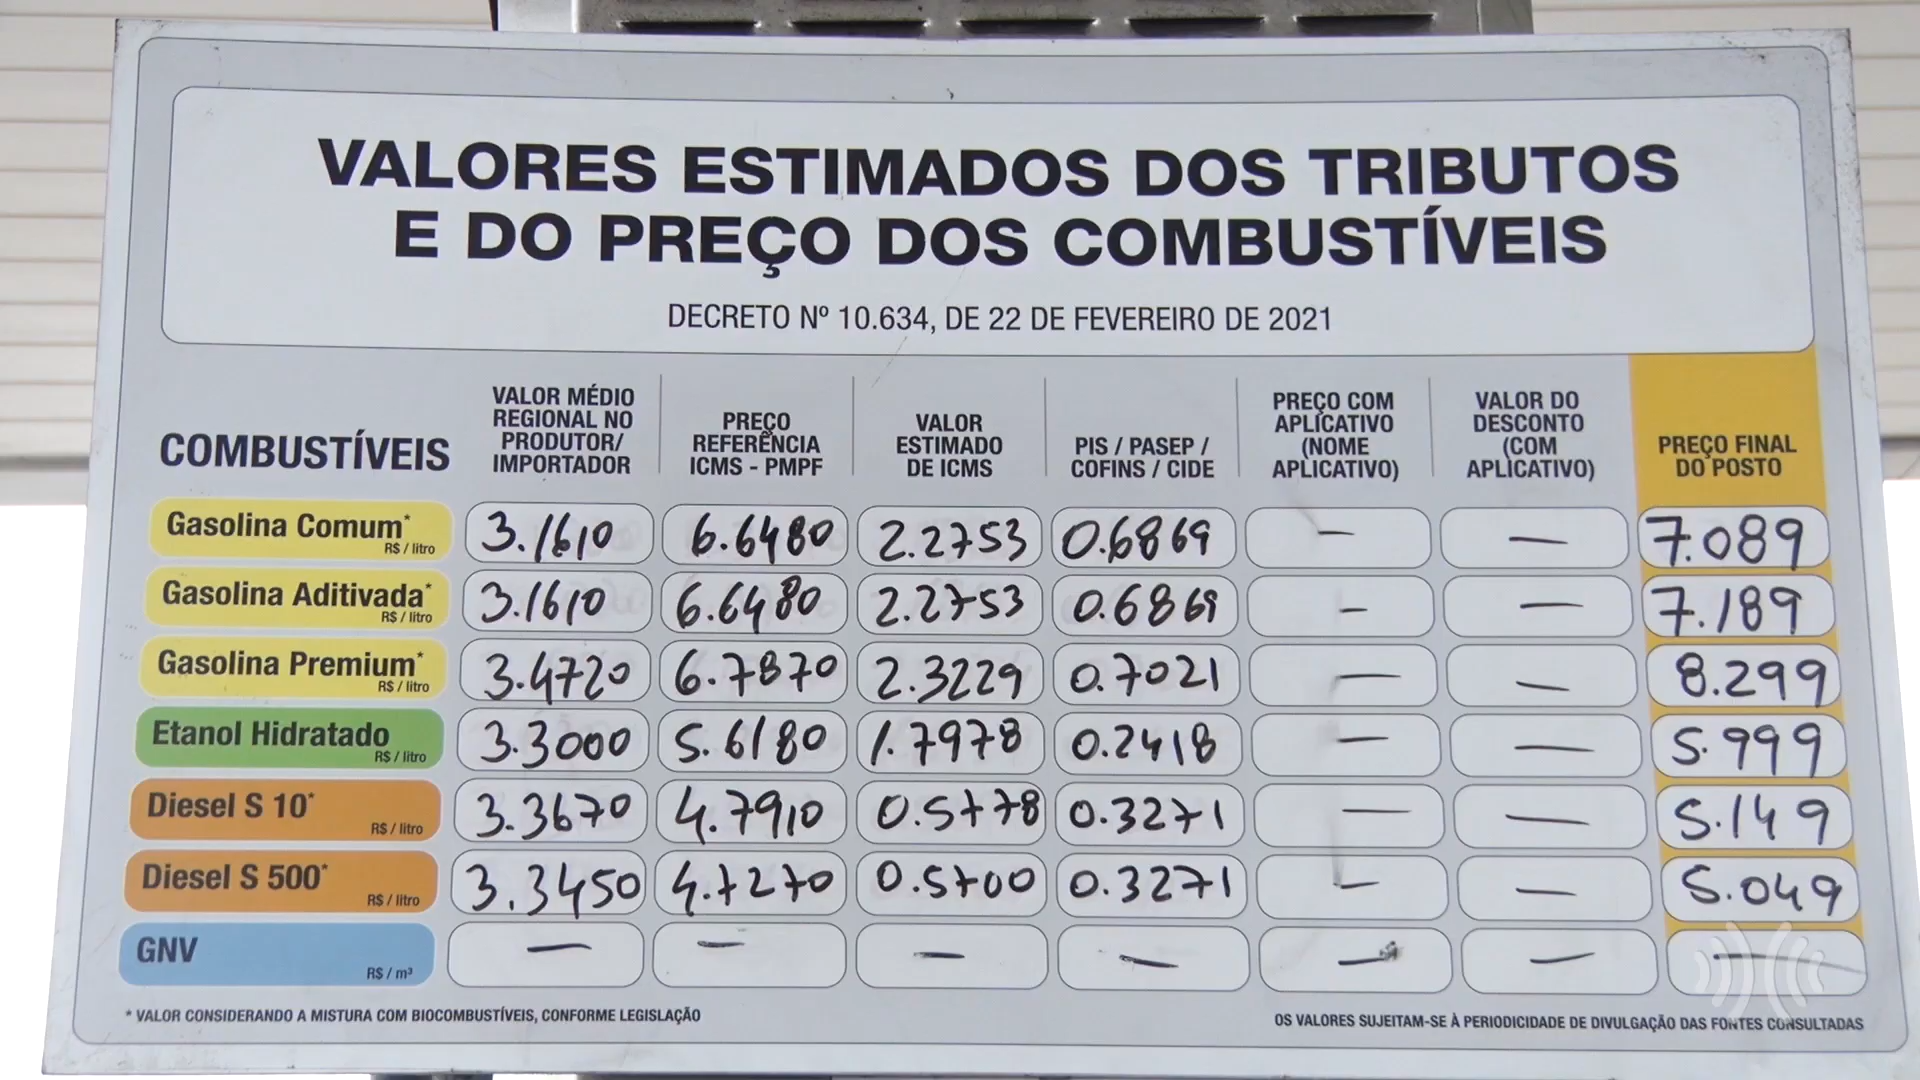 VALORES ESTIMADOS DOS TRIBUTOS
E DO PREÇO DOS COMBUSTÍVEIS
DECRETO Nº 10.634, DE 22 DE FEVEREIRO DE 2021
COMBUSTÍVEIS
VALOR MÉDIO
REGIONAL NO
PRODUTOR/
IMPORTADOR
PREÇO
REFERÊNCIA
ICMS - PMPF
VALOR
ESTIMADO
DE ICMS
PIS / PASEP /
COFINS / CIDE
PREÇO COM
APLICATIVO
(NOME
APLICATIVO)
VALOR DO
DESCONTO
(COM
APLICATIVO)
PREÇO FINAL
DO POSTO
Gasolina Comum* R$ / litro 3.1610 6.6480 2.2753 0.6869 — — 7.089
Gasolina Aditivada* R$ / litro 3.1610 6.6480 2.2753 0.6869 — — 7.189
Gasolina Premium* R$ / litro 3.4720 6.7870 2.3229 0.7021 — — 8.299
Etanol Hidratado R$ / litro 3.3000 5.6180 1.7978 0.2418 — — 5.999
Diesel S 10* R$ / litro 3.3670 4.7910 0.5778 0.3271 — — 5.149
Diesel S 500* R$ / litro 3.3450 4.7270 0.5700 0.3271 — — 5.049
GNV R$ / m³ — — — — — — —
* VALOR CONSIDERANDO A MISTURA COM BIOCOMBUSTÍVEIS, CONFORME LEGISLAÇÃO
OS VALORES SUJEITAM-SE À PERIODICIDADE DE DIVULGAÇÃO DAS FONTES CONSULTADAS